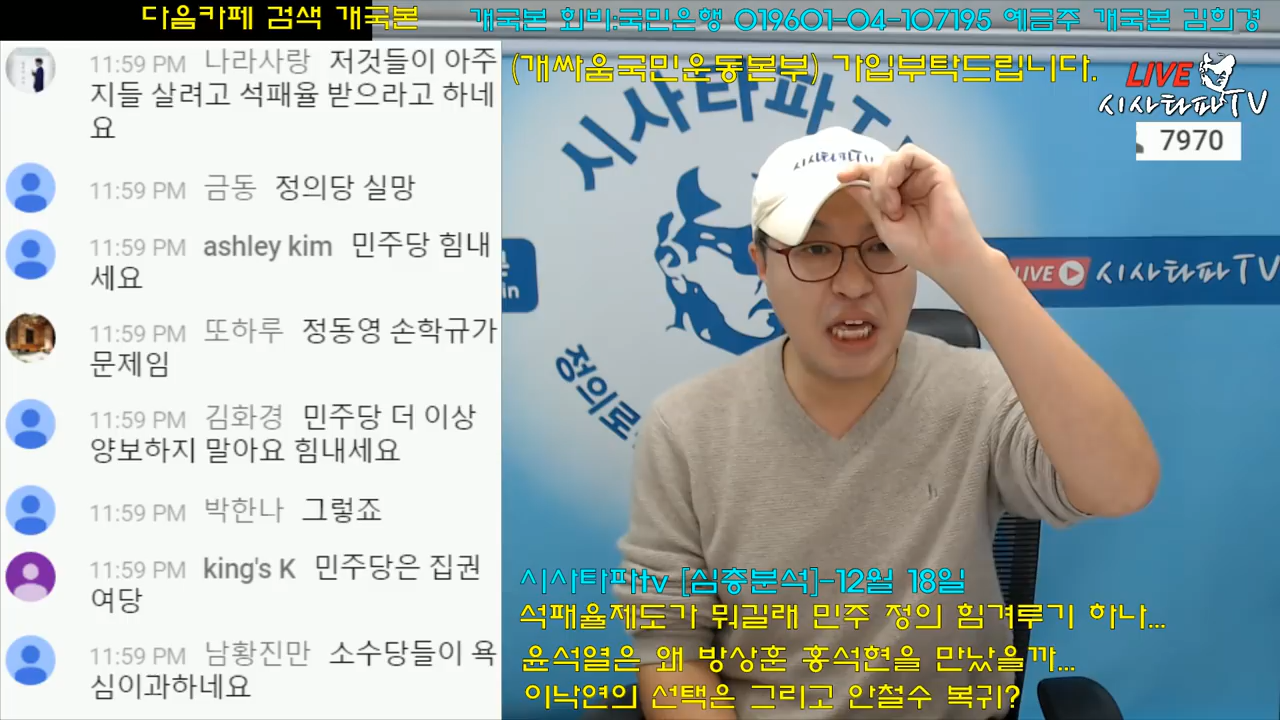 다음카페 검색 개국본
개국본 회비:국민은행 019601-04-107195 예금주 개국본 김희경
(개싸움국민운동본부) 가입부탁드립니다.
LIVE
시사타파TV
7970
11:59 PM 나라사랑 저것들이 아주
지들 살려고 석패율 받으라고 하네
요
11:59 PM 금동 정의당 실망
11:59 PM ashley kim 민주당 힘내
세요
11:59 PM 또하루 정동영 손학규가
문제임
11:59 PM 김화경 민주당 더 이상
양보하지 말아요 힘내세요
11:59 PM 박한나 그렇죠
11:59 PM king's K 민주당은 집권
여당
11:59 PM 남황진만 소수당들이 욕
심이과하네요
시사타파TV
시사타파TV
in
LIVE 시사타파TV
정의로
시사타파tv [심층분석]-12월 18일
석패율제도가 뭐길래 민주 정의 힘겨루기 하나...
윤석열은 왜 방상훈 홍석현을 만났을까...
이낙연의 선택은 그리고 안철수 복귀?